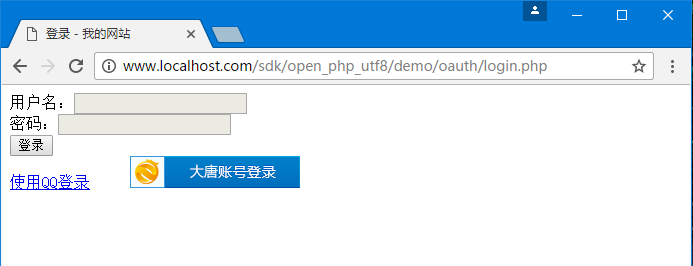 登录 - 我的网站
www.localhost.com/sdk/open_php_utf8/demo/oauth/login.php
用户名：
密码：
登录
使用QQ登录 大唐账号登录